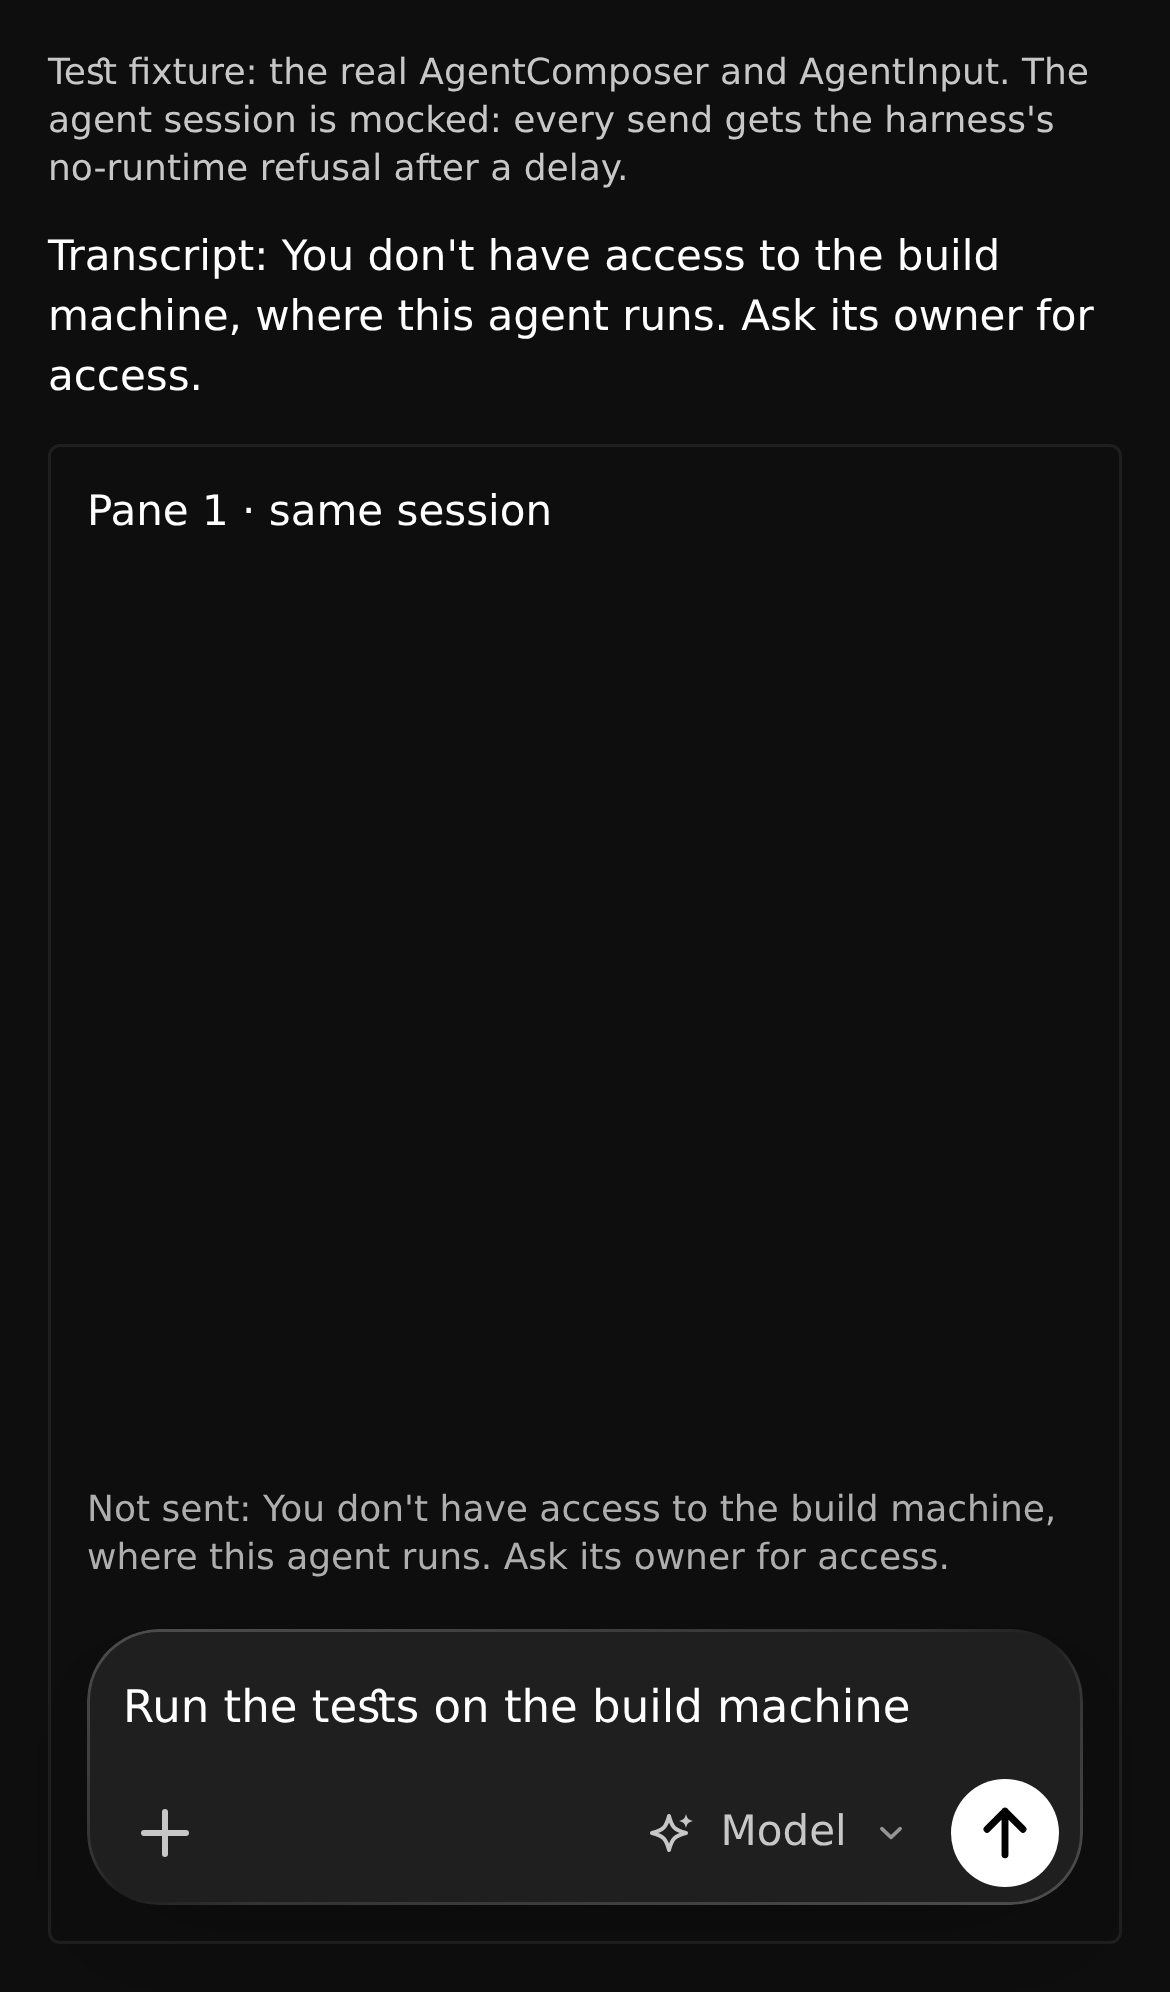 Test fixture: the real AgentComposer and AgentInput. The
agent session is mocked: every send gets the harness's
no-runtime refusal after a delay.
Transcript: You don't have access to the build
machine, where this agent runs. Ask its owner for
access.
Pane 1 · same session
Not sent: You don't have access to the build machine,
where this agent runs. Ask its owner for access.
Run the tests on the build machine
Model